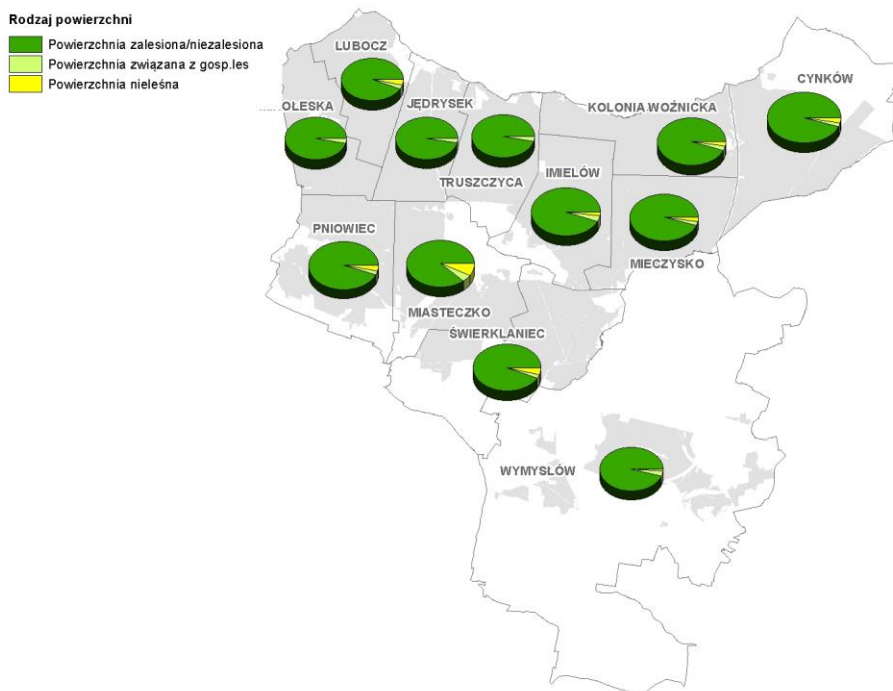 Rodzaj powierzchni
Powierzchnia zalesiona/niezalesiona
Powierzchnia związana z gosp.les
Powierzchnia nieleśna
LUBOCZ
CYNKÓW
OLESKA
JĘDRYSEK
KOLONIA WOŹNICKA
TRUSZCZYCA
IMIELÓW
PNIOWIEC
MIECZYSKO
MIASTECZKO
ŚWIERKLANIEC
WYMYSŁÓW